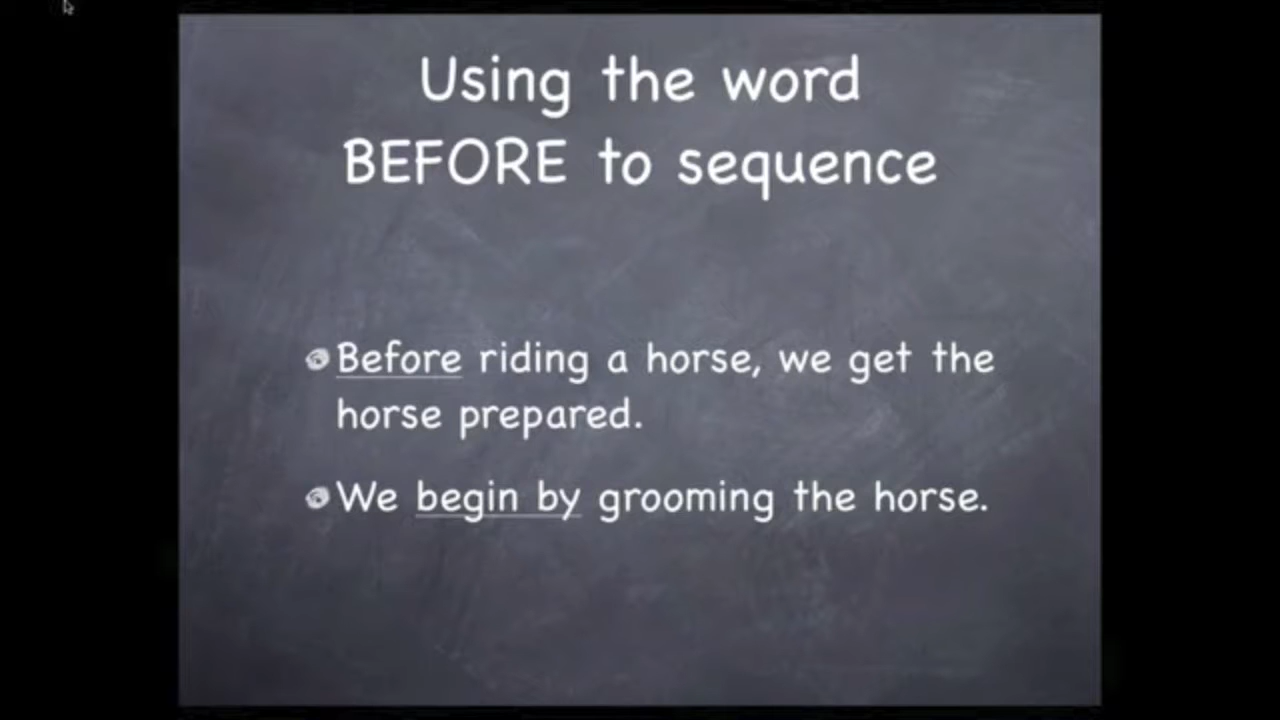 Using the word
BEFORE to sequence
Before riding a horse, we get the
horse prepared.
We begin by grooming the horse.